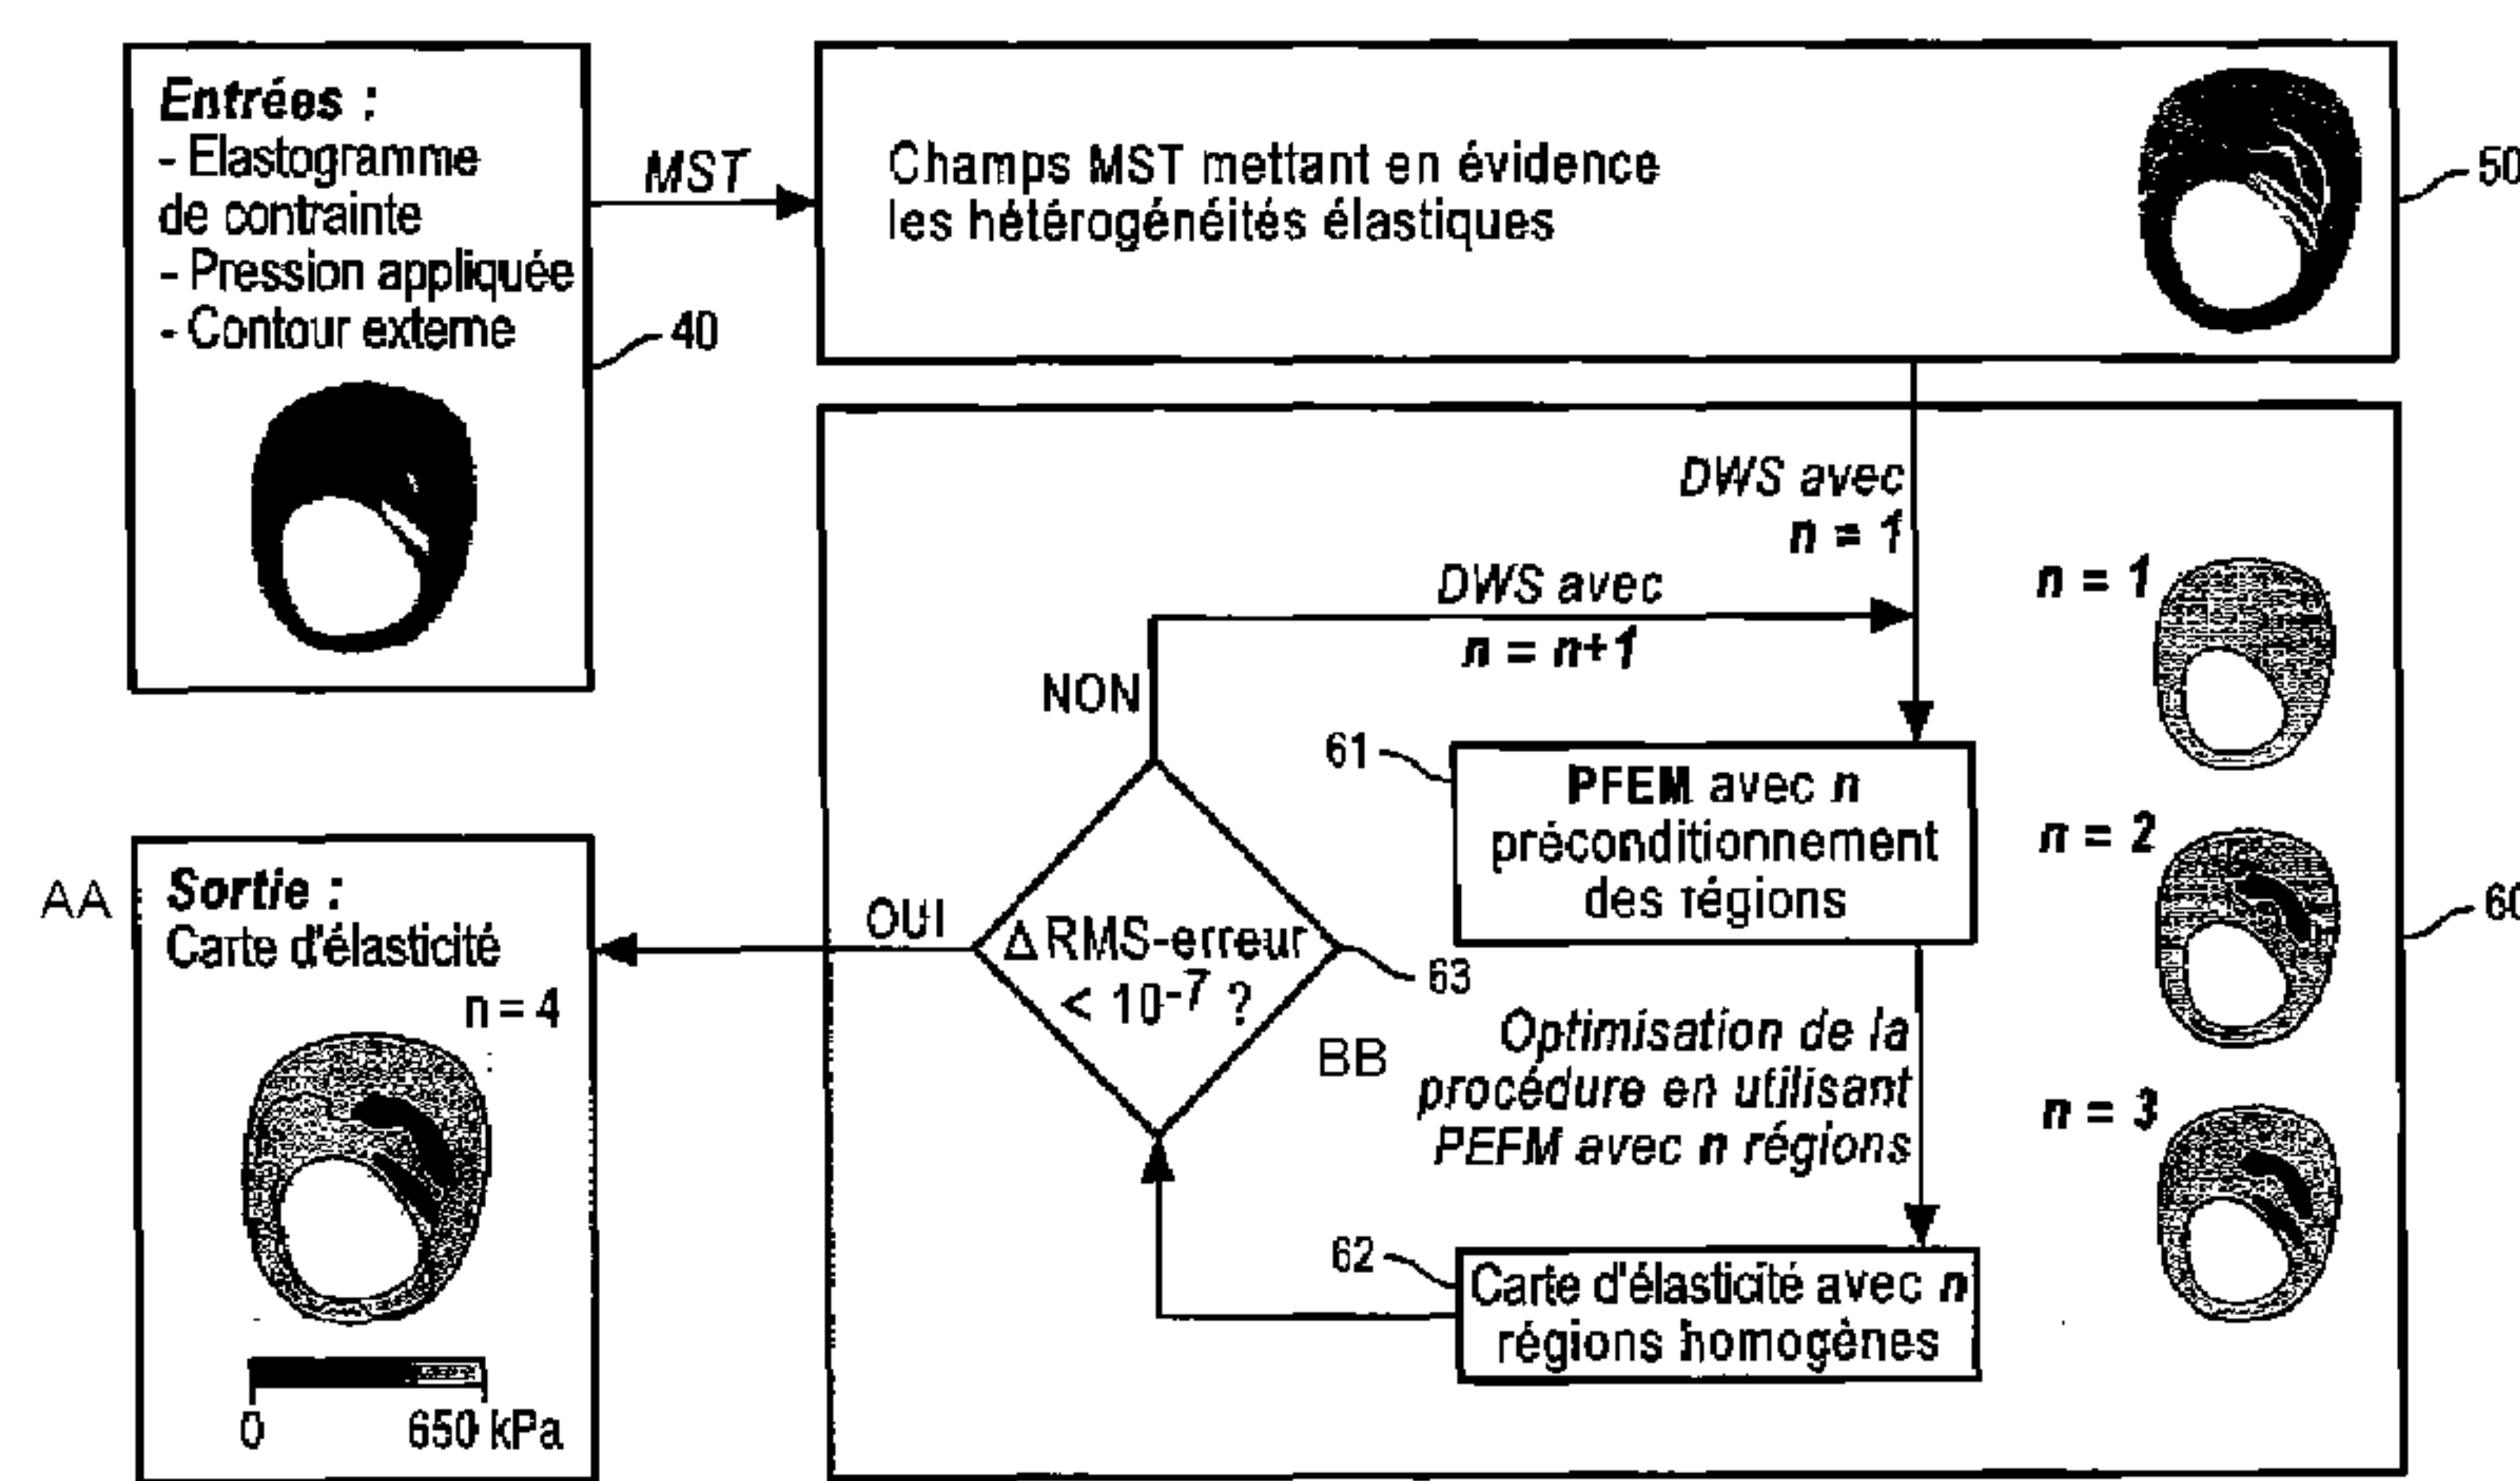 Entrées :
- Elastogramme
de contrainte
- Pression appliquée
- Contour externe
40
MST
Champs MST mettant en évidence
les hétérogénéités élastiques
50
DWS avec
n = 1
DWS avec
n = n+1
NON
61
PFEM avec n
préconditionnement
des régions
n = 1
n = 2
n = 3
60
OUI
Δ RMS-erreur
< 10-7 ?
63
BB
Optimisation de la
procédure en utilisant
PEFM avec n régions
62
Carte d'élasticité avec n
régions homogènes
AA
Sortie :
Carte d'élasticité
n = 4
0
650 kPa